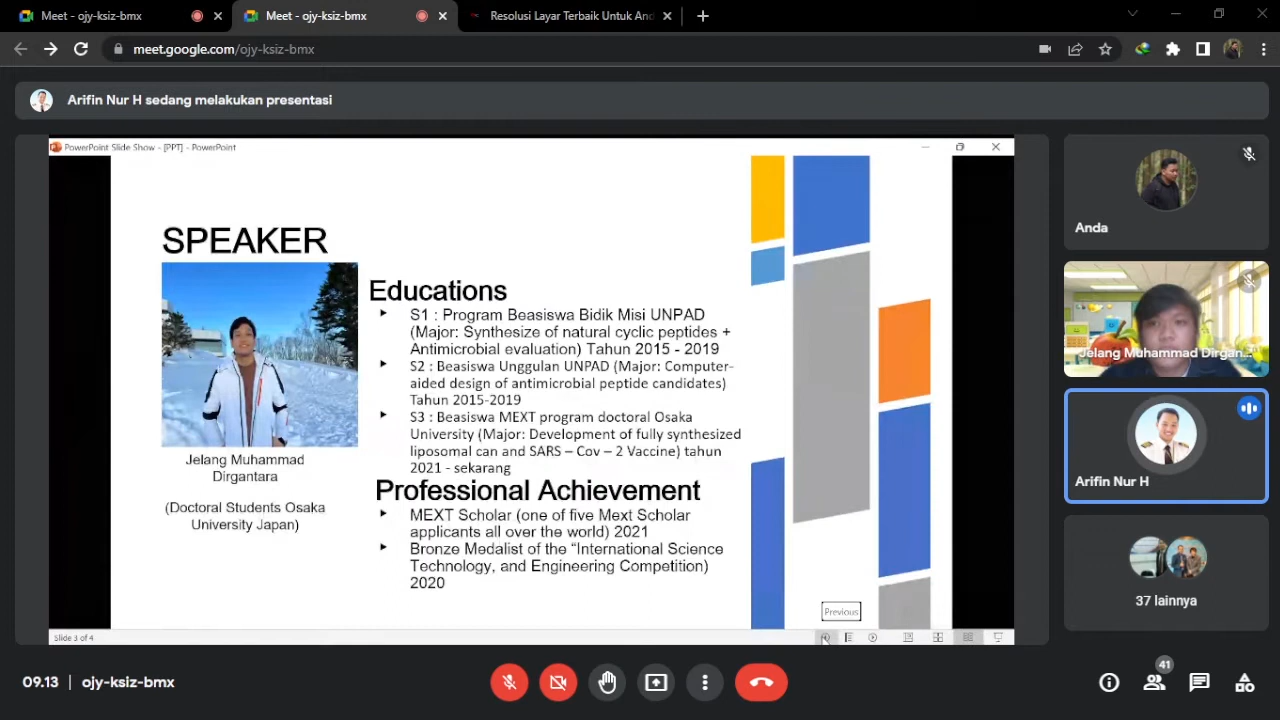 Meet - ojy-ksiz-bmx
Meet - ojy-ksiz-bmx
Resolusi Layar Terbaik Untuk And
meet.google.com/ojy-ksiz-bmx
Arifin Nur H sedang melakukan presentasi
PowerPoint Slide Show - [PPT] - PowerPoint
SPEAKER
Jelang Muhammad
Dirgantara
(Doctoral Students Osaka
University Japan)
Educations
S1 : Program Beasiswa Bidik Misi UNPAD
(Major: Synthesize of natural cyclic peptides +
Antimicrobial evaluation) Tahun 2015 - 2019
S2 : Beasiswa Unggulan UNPAD (Major: Computer-
aided design of antimicrobial peptide candidates)
Tahun 2015-2019
S3 : Beasiswa MEXT program doctoral Osaka
University (Major: Development of fully synthesized
liposomal can and SARS – Cov – 2 Vaccine) tahun
2021 - sekarang
Professional Achievement
MEXT Scholar (one of five Mext Scholar
applicants all over the world) 2021
Bronze Medalist of the “International Science
Technology, and Engineering Competition)
2020
Previous
Slide 3 of 4
Anda
Jelang Muhammad Dirgan...
Arifin Nur H
37 lainnya
09.13 | ojy-ksiz-bmx
41